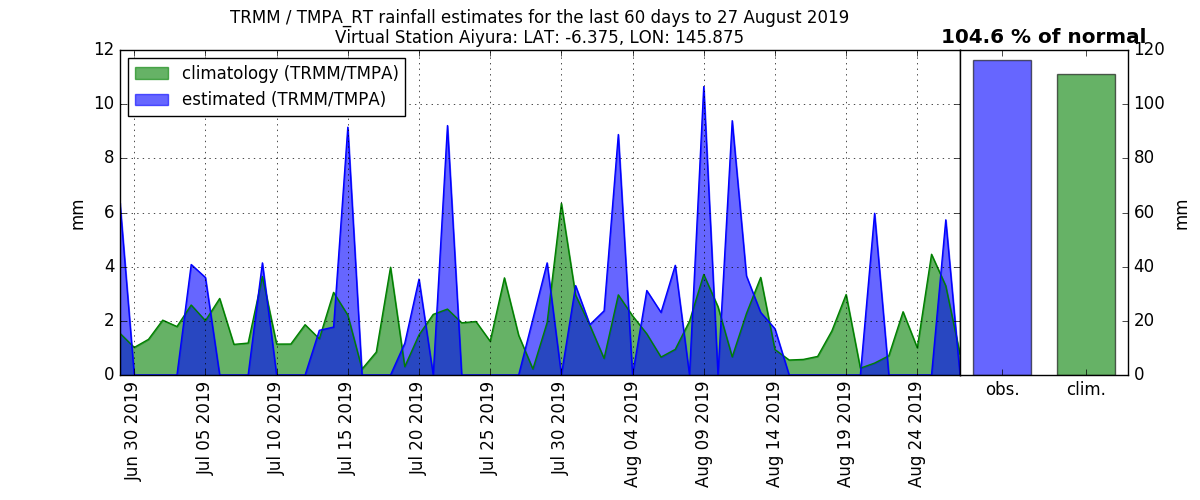 TRMM / TMPA_RT rainfall estimates for the last 60 days to 27 August 2019
Virtual Station Aiyura: LAT: -6.375, LON: 145.875
104.6 % of normal
climatology (TRMM/TMPA)
estimated (TRMM/TMPA)
12
10
8
6
4
2
0
mm
120
100
80
60
40
20
0
mm
Jun 30 2019
Jul 05 2019
Jul 10 2019
Jul 15 2019
Jul 20 2019
Jul 25 2019
Jul 30 2019
Aug 04 2019
Aug 09 2019
Aug 14 2019
Aug 19 2019
Aug 24 2019
obs.
clim.